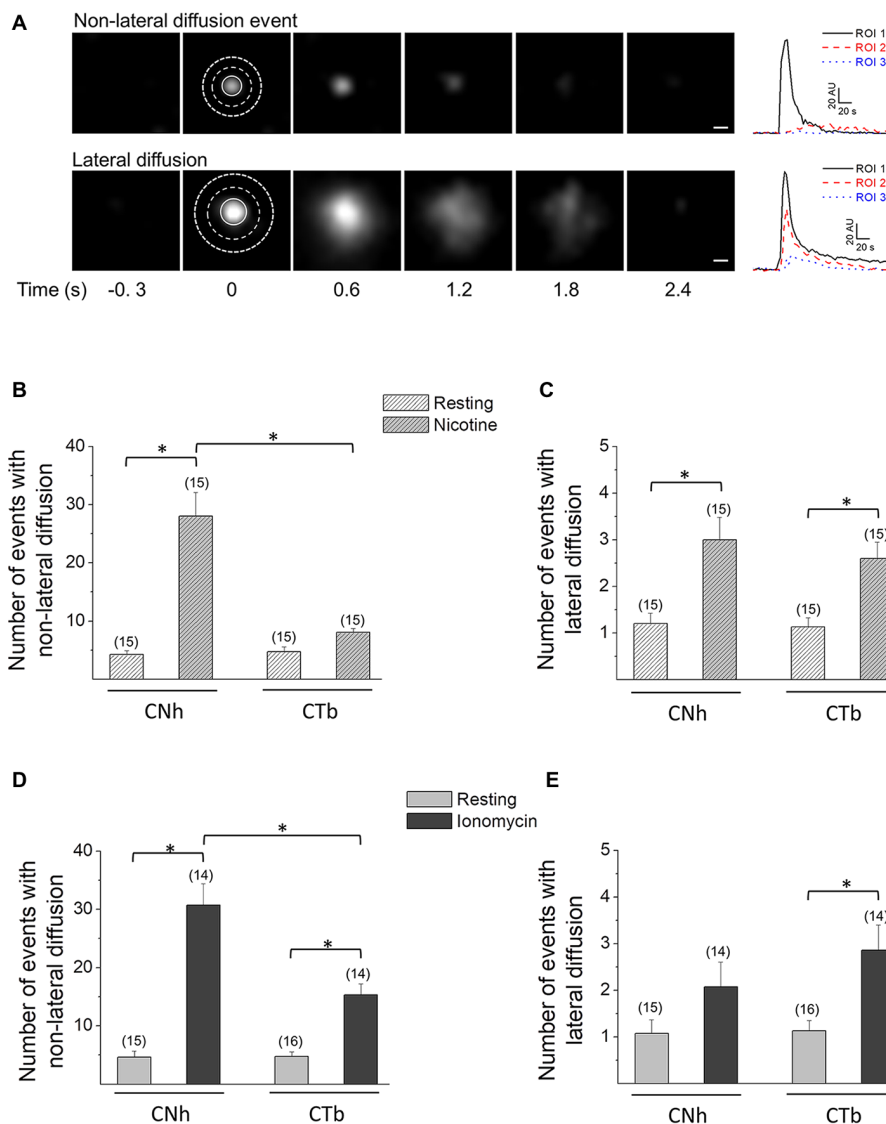 A
Non-lateral diffusion event
ROI 1
ROI 2
ROI 3
20 AU
20 s
Lateral diffusion
ROI 1
ROI 2
ROI 3
20 AU
20 s
Time (s) -0. 3 0 0.6 1.2 1.8 2.4
B
Resting
Nicotine
Number of events with
non-lateral diffusion
40
30
20
10
* *
(15) (15) (15) (15)
CNh CTb
C
Number of events with
lateral diffusion
5
4
3
2
1
* *
(15) (15) (15) (15)
CNh CTb
D
Resting
Ionomycin
Number of events with
non-lateral diffusion
40
30
20
10
* * *
(15) (14) (16) (14)
CNh CTb
E
Number of events with
lateral diffusion
5
4
3
2
1
*
(15) (14) (16) (14)
CNh CTb